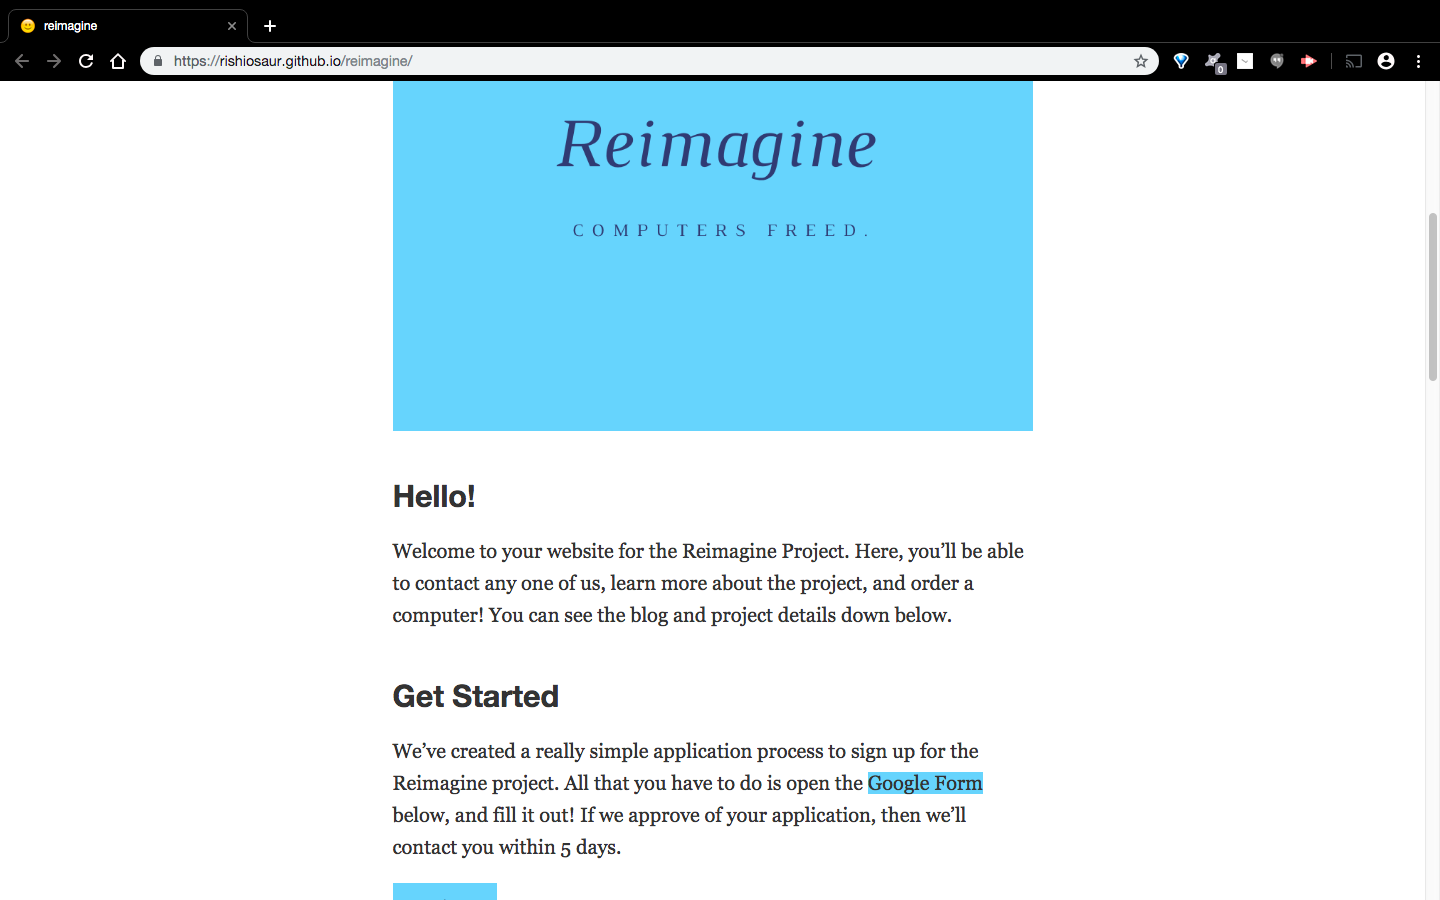 reimagine
https://rishiosaur.github.io/reimagine/
0
Reimagine
COMPUTERS FREED.
Hello!
Welcome to your website for the Reimagine Project. Here, you’ll be able
to contact any one of us, learn more about the project, and order a
computer! You can see the blog and project details down below.
Get Started
We’ve created a really simple application process to sign up for the
Reimagine project. All that you have to do is open the Google Form
below, and fill it out! If we approve of your application, then we’ll
contact you within 5 days.